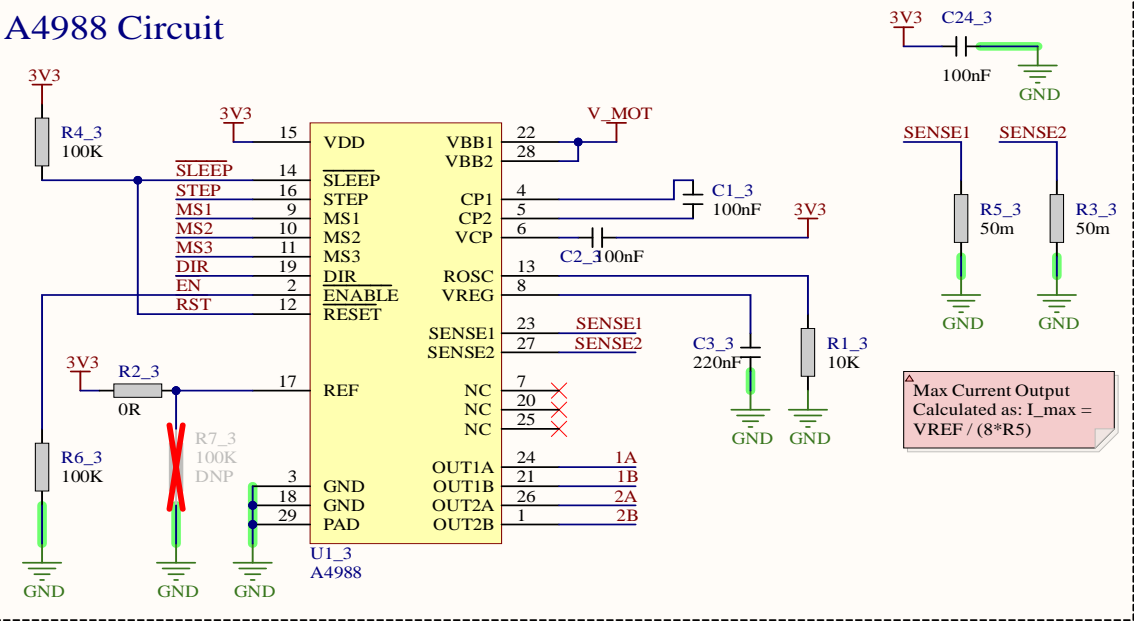 A4988 Circuit
3V3
C24_3
100nF
GND
3V3
R4_3
100K
3V3
15
VDD
SLEEP
14
SLEEP
STEP
16
STEP
MS1
9
MS1
MS2
10
MS2
MS3
11
MS3
DIR
19
DIR
EN
2
ENABLE
RST
12
RESET
3V3
R2_3
0R
17
REF
R7_3
100K
DNP
R6_3
100K
3
GND
18
GND
29
PAD
GND
GND
GND
U1_3
A4988
VBB1
22
V_MOT
VBB2
28
CP1
4
CP2
5
C1_3
100nF
VCP
6
C2_3
100nF
3V3
ROSC
13
VREG
8
SENSE1
23
SENSE1
SENSE2
27
SENSE2
C3_3
220nF
R1_3
10K
NC
7
NC
20
NC
25
GND
GND
OUT1A
24
1A
OUT1B
21
1B
OUT2A
26
2A
OUT2B
1
2B
SENSE1
SENSE2
R5_3
50m
R3_3
50m
GND
GND
Max Current Output
Calculated as: I_max =
VREF / (8*R5)